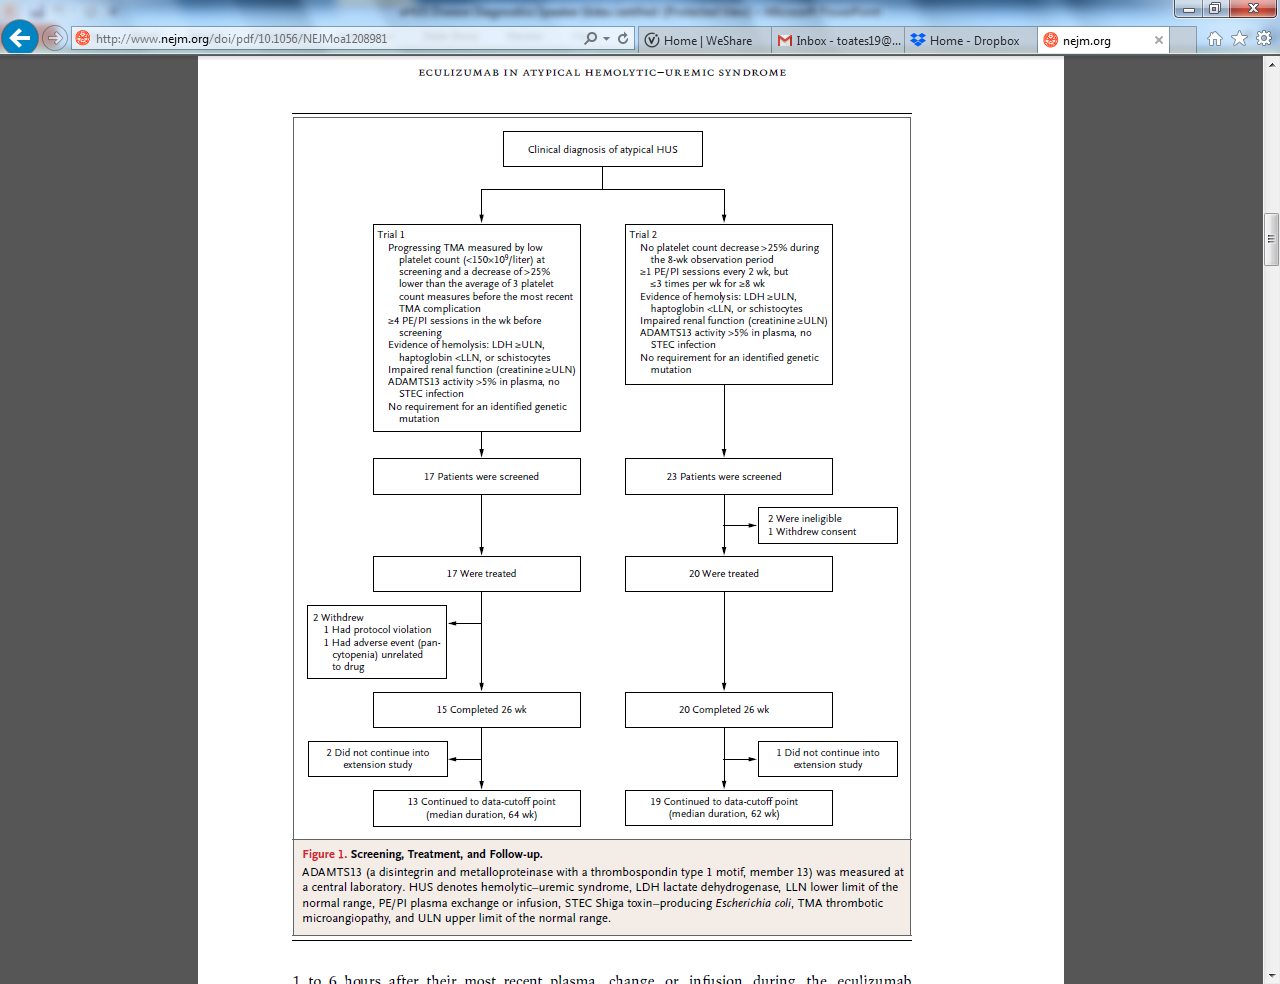 http://www.nejm.org/doi/pdf/10.1056/NEJMoa1208981
Home | WeShare
Inbox - toates19@...
Home - Dropbox
nejm.org
ECULIZUMAB IN ATYPICAL HEMOLYTIC–UREMIC SYNDROME
Clinical diagnosis of atypical HUS
Trial 1
Progressing TMA measured by low
platelet count (<150×10⁹/liter) at
screening and a decrease of >25%
lower than the average of 3 platelet
count measures before the most recent
TMA complication
≥4 PE/PI sessions in the wk before
screening
Evidence of hemolysis: LDH ≥ULN,
haptoglobin <LLN, or schistocytes
Impaired renal function (creatinine ≥ULN)
ADAMTS13 activity >5% in plasma, no
STEC infection
No requirement for an identified genetic
mutation
Trial 2
No platelet count decrease >25% during
the 8-wk observation period
≥1 PE/PI sessions every 2 wk, but
≤3 times per wk for ≥8 wk
Evidence of hemolysis: LDH ≥ULN,
haptoglobin <LLN, or schistocytes
Impaired renal function (creatinine ≥ULN)
ADAMTS13 activity >5% in plasma, no
STEC infection
No requirement for an identified genetic
mutation
17 Patients were screened
23 Patients were screened
2 Were ineligible
1 Withdrew consent
17 Were treated
20 Were treated
2 Withdrew
1 Had protocol violation
1 Had adverse event (pan-
cytopenia) unrelated
to drug
15 Completed 26 wk
20 Completed 26 wk
2 Did not continue into
extension study
1 Did not continue into
extension study
13 Continued to data-cutoff point
(median duration, 64 wk)
19 Continued to data-cutoff point
(median duration, 62 wk)
Figure 1. Screening, Treatment, and Follow-up.
ADAMTS13 (a disintegrin and metalloproteinase with a thrombospondin type 1 motif, member 13) was measured at
a central laboratory. HUS denotes hemolytic–uremic syndrome, LDH lactate dehydrogenase, LLN lower limit of the
normal range, PE/PI plasma exchange or infusion, STEC Shiga toxin–producing Escherichia coli, TMA thrombotic
microangiopathy, and ULN upper limit of the normal range.
1 to 6 hours after their most recent plasma change or infusion during the eculizumab